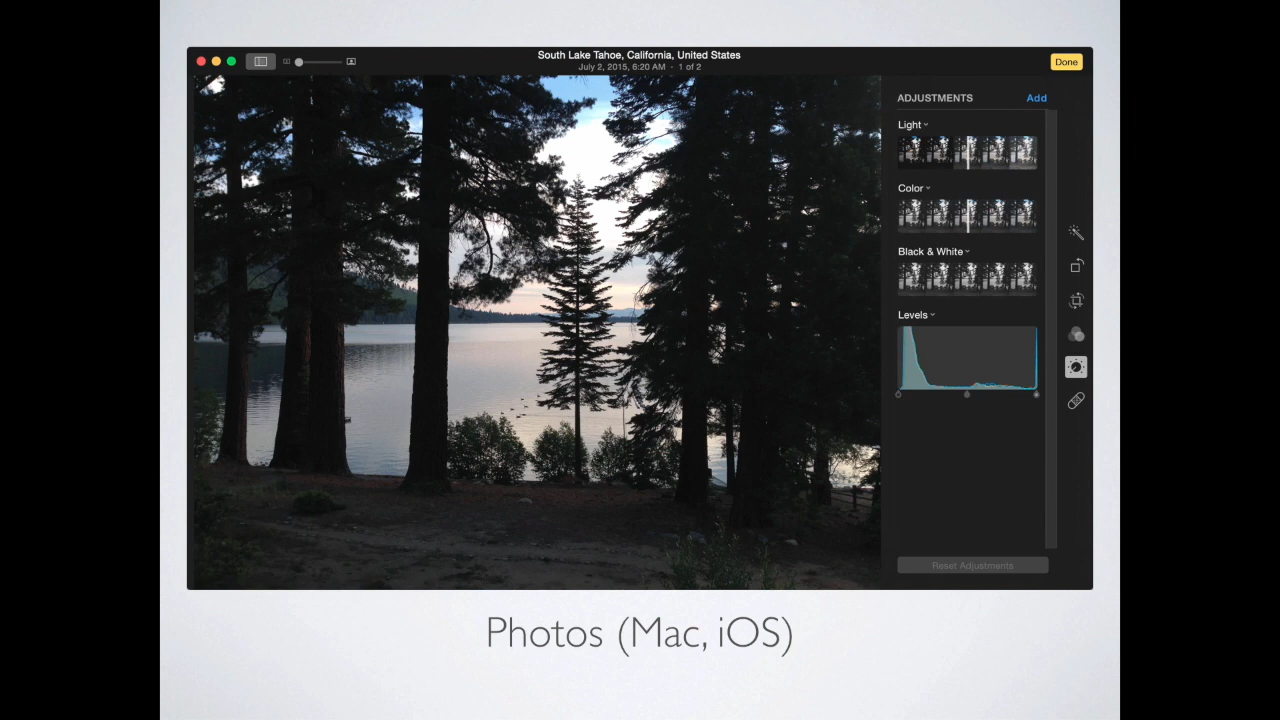 South Lake Tahoe, California, United States
July 2, 2015, 6:20 AM - 1 of 2
Done
ADJUSTMENTS Add
Light
Color
Black & White
Levels
Reset Adjustments
Photos (Mac, iOS)